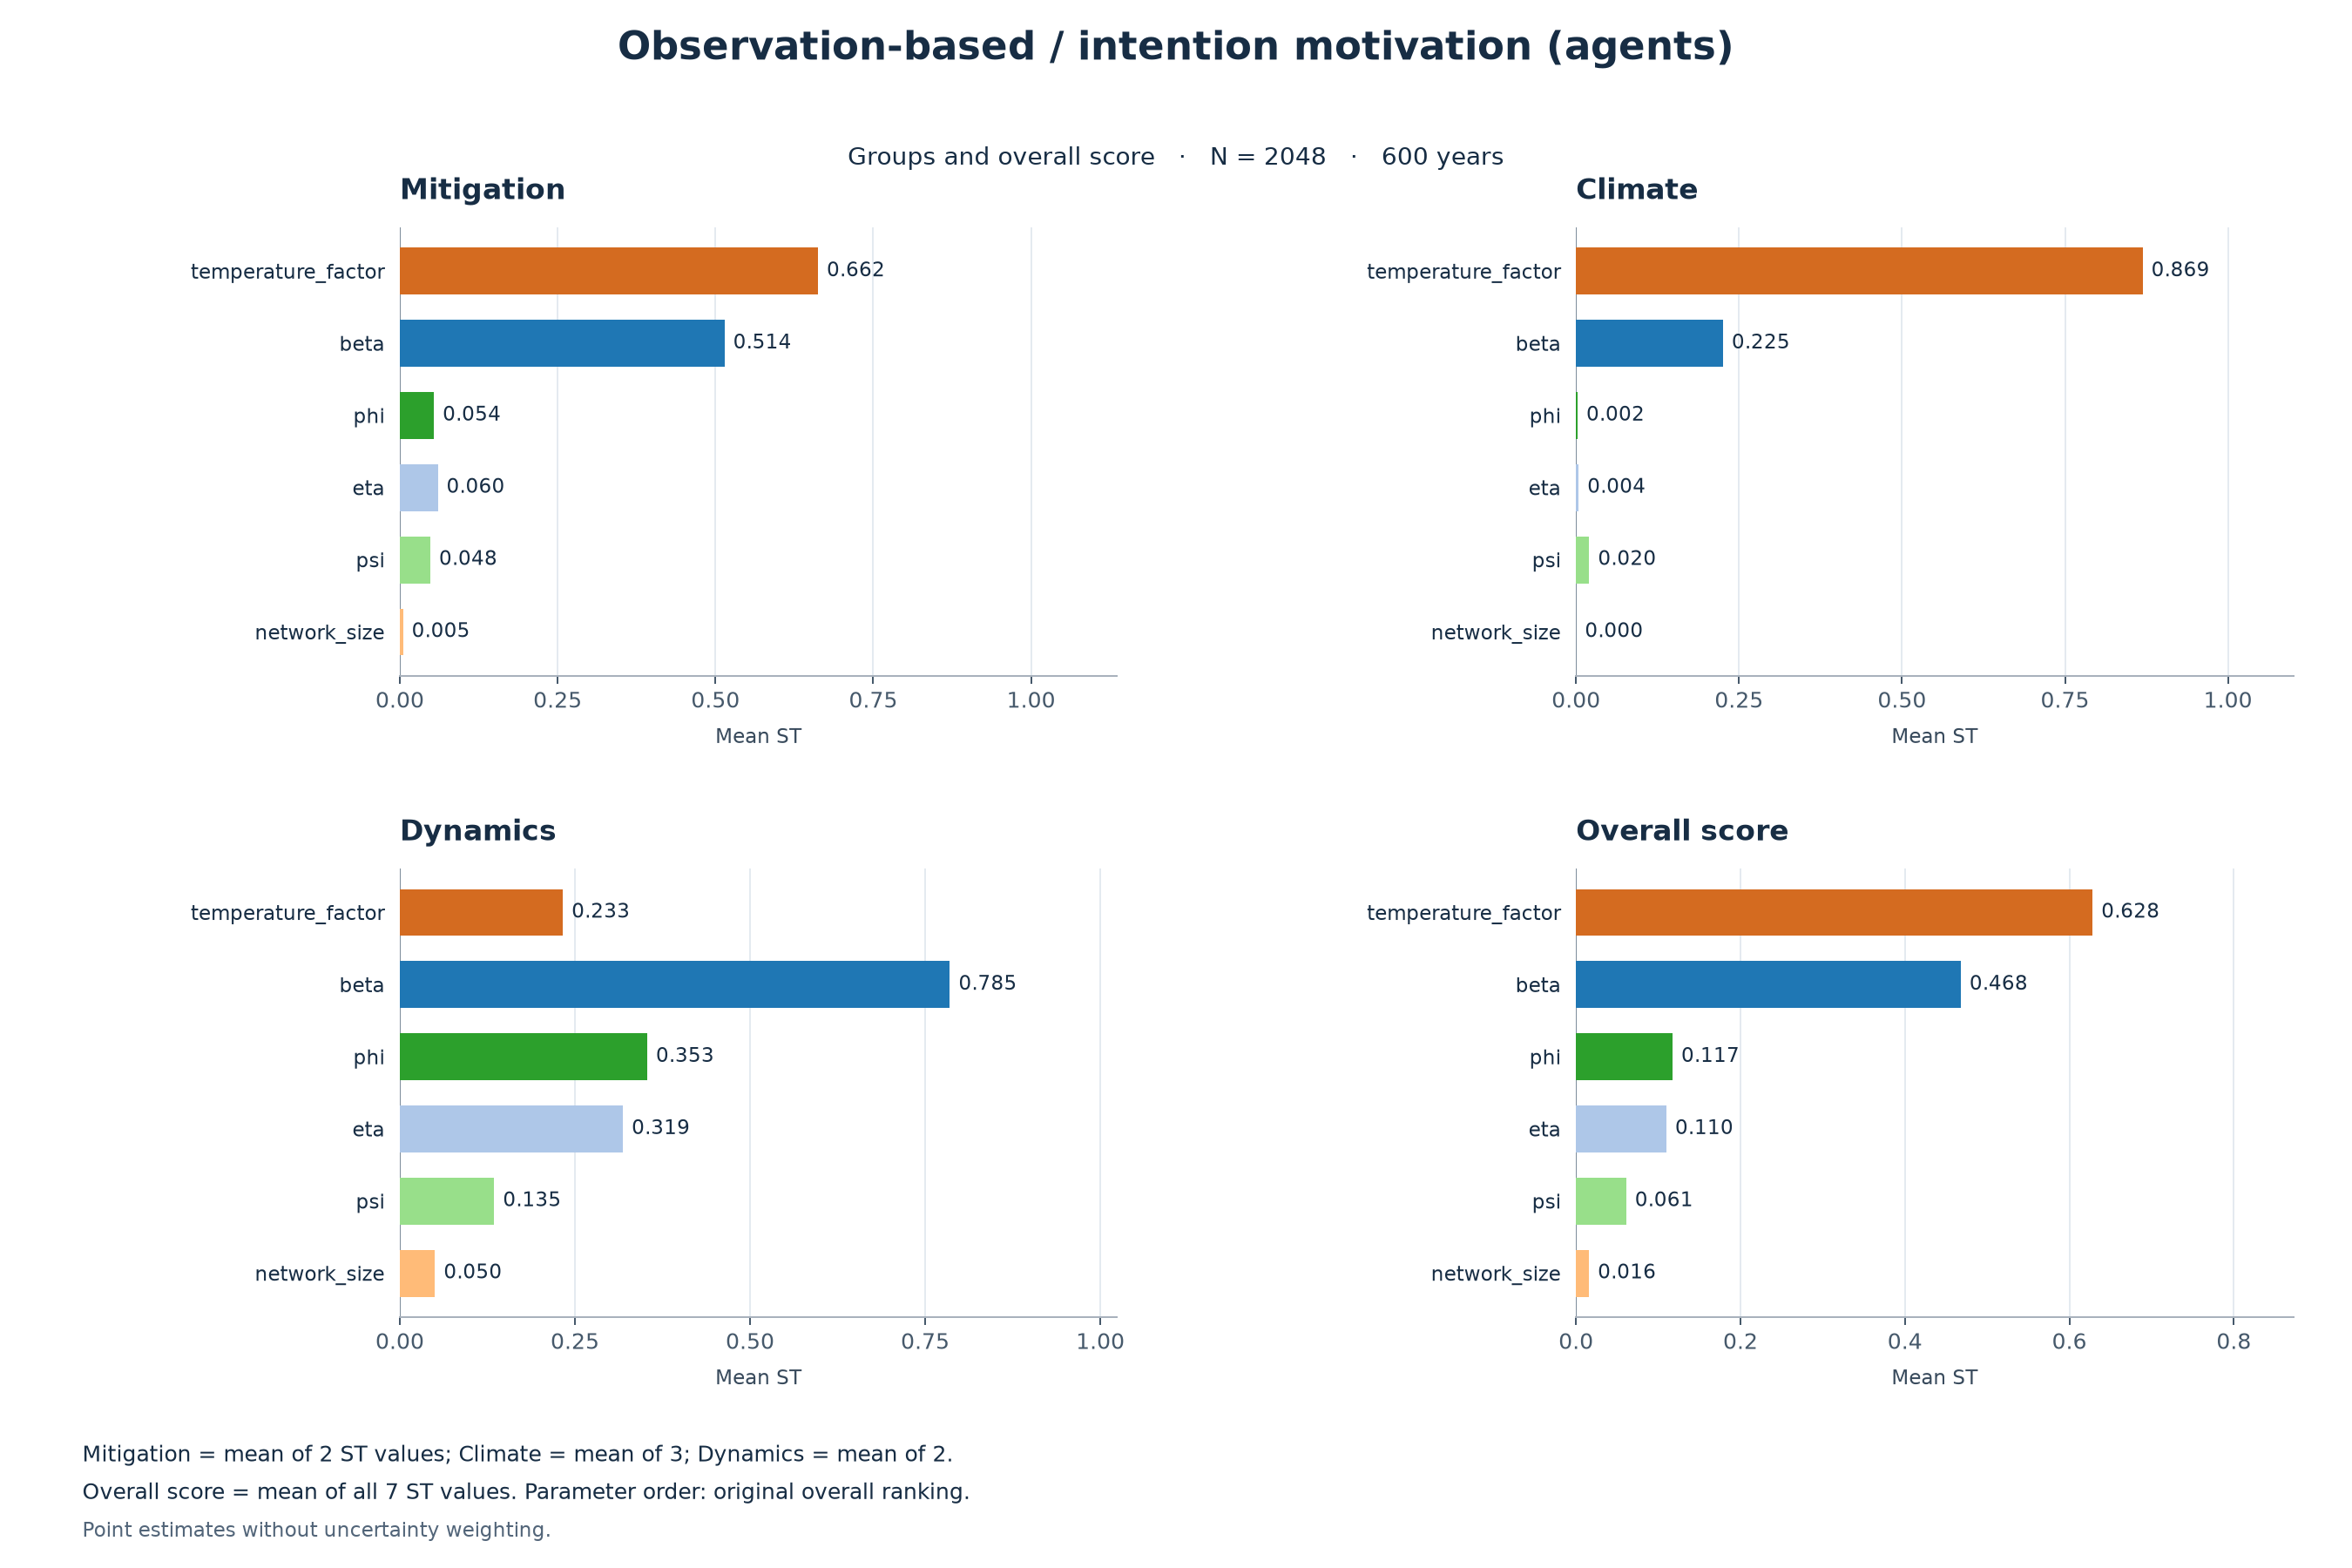 Observation-based / intention motivation (agents)
Groups and overall score · N = 2048 · 600 years
Mitigation
temperature_factor 0.662
beta 0.514
phi 0.054
eta 0.060
psi 0.048
network_size 0.005
0.00 0.25 0.50 0.75 1.00
Mean ST
Climate
temperature_factor 0.869
beta 0.225
phi 0.002
eta 0.004
psi 0.020
network_size 0.000
0.00 0.25 0.50 0.75 1.00
Mean ST
Dynamics
temperature_factor 0.233
beta 0.785
phi 0.353
eta 0.319
psi 0.135
network_size 0.050
0.00 0.25 0.50 0.75 1.00
Mean ST
Overall score
temperature_factor 0.628
beta 0.468
phi 0.117
eta 0.110
psi 0.061
network_size 0.016
0.0 0.2 0.4 0.6 0.8
Mean ST
Mitigation = mean of 2 ST values; Climate = mean of 3; Dynamics = mean of 2.
Overall score = mean of all 7 ST values. Parameter order: original overall ranking.
Point estimates without uncertainty weighting.